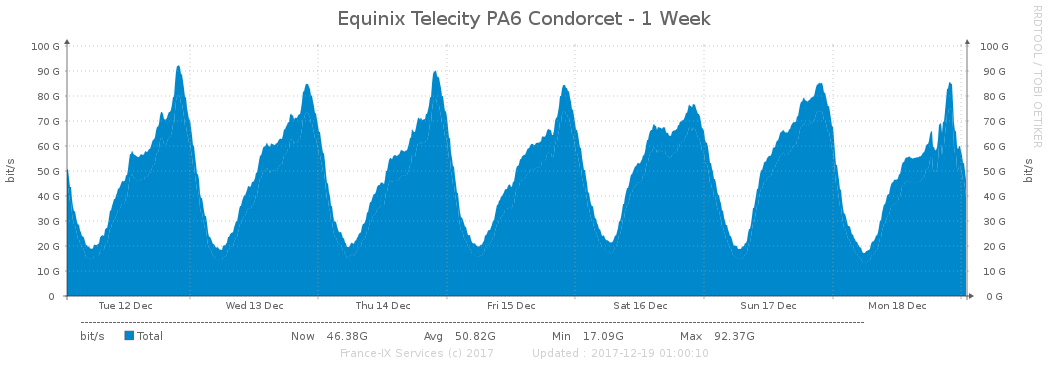 Equinix Telecity PA6 Condorcet - 1 Week
RRDTOOL / TOBI OETIKER
100 G 100 G
90 G 90 G
80 G 80 G
70 G 70 G
60 G 60 G
50 G 50 G
40 G 40 G
30 G 30 G
20 G 20 G
10 G 10 G
0 0 G
bit/s
bit/s
Tue 12 Dec Wed 13 Dec Thu 14 Dec Fri 15 Dec Sat 16 Dec Sun 17 Dec Mon 18 Dec
bit/s Total Now 46.38G Avg 50.82G Min 17.09G Max 92.37G
France-IX Services (c) 2017 Updated : 2017-12-19 01:00:10